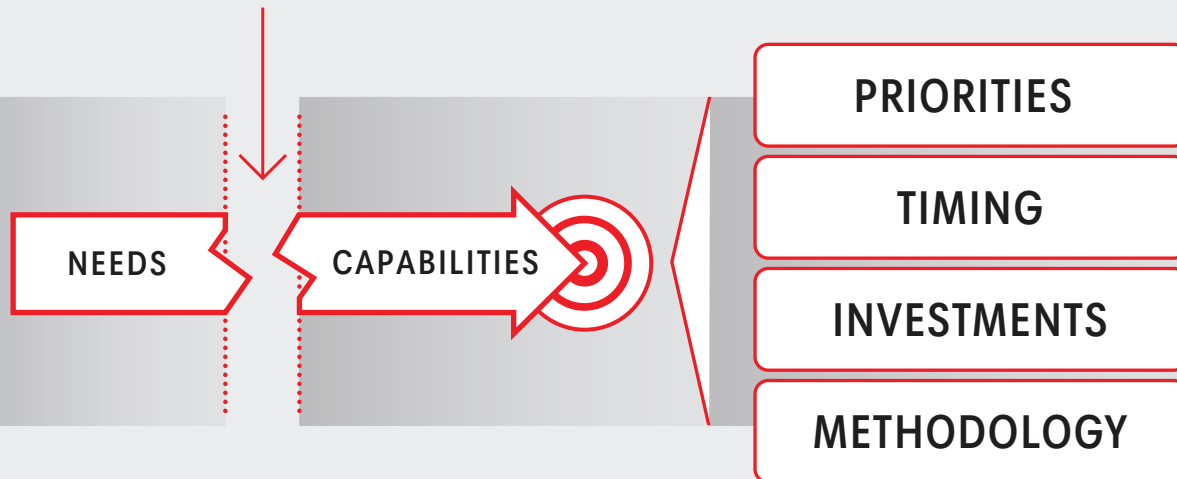 NEEDS
CAPABILITIES
PRIORITIES
TIMING
INVESTMENTS
METHODOLOGY